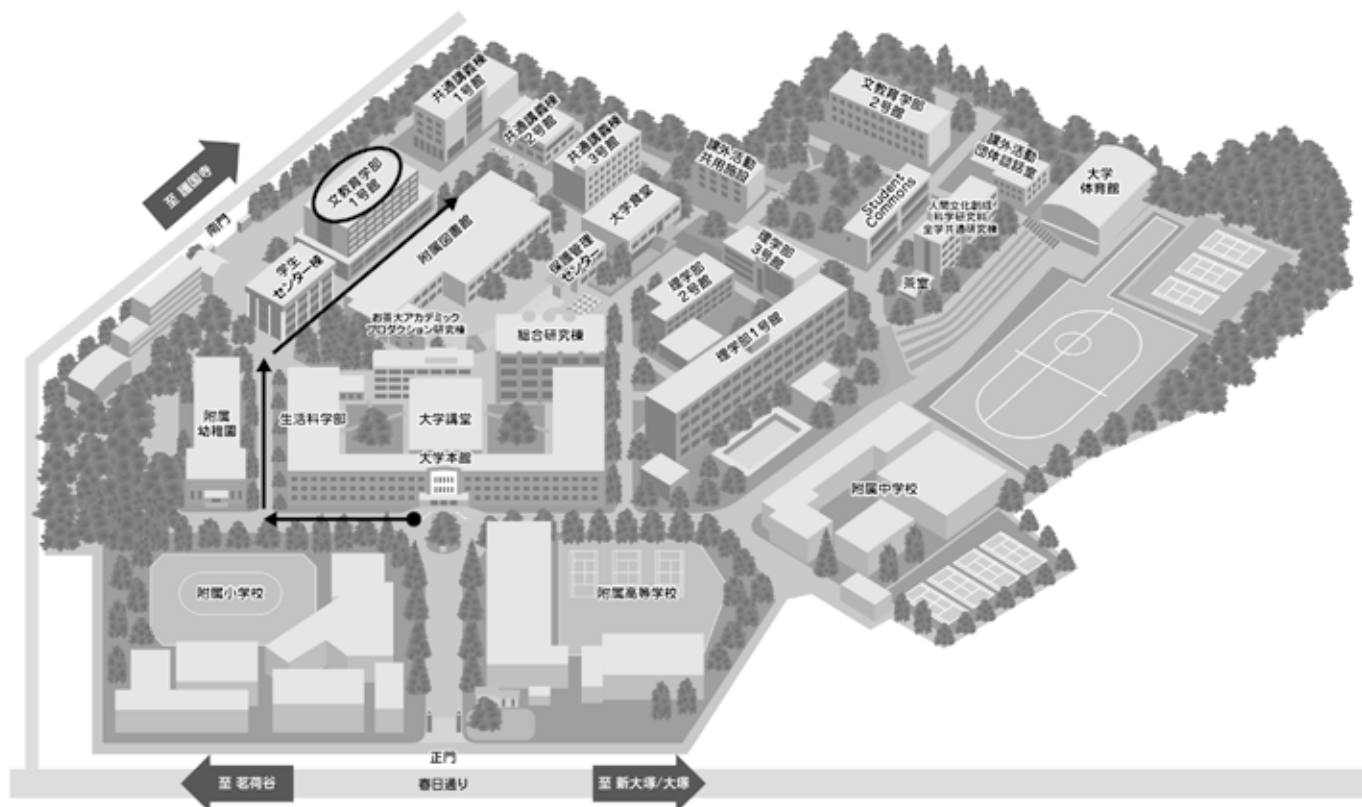 共通講義棟
1号館
共通講義棟
2号館
共通講義棟
3号館
文教育学部
2号館
課外活動
共用施設
課外活動
団体談話室
大学
体育館
至 護国寺
南門
文教育学部
1号館
附属図書館
大学食堂
Student
Commons
人間文化創成
科学研究科
全学共通研究棟
学生
センター棟
保健管理
センター
理学部
3号館
理学部
2号館
茶室
お茶大アカデミック
プロダクション研究棟
総合研究棟
理学部1号館
附属
幼稚園
生活科学部
大学講堂
大学本館
附属中学校
附属小学校
附属高等学校
正門
至 茗荷谷
春日通り
至 新大塚/大塚